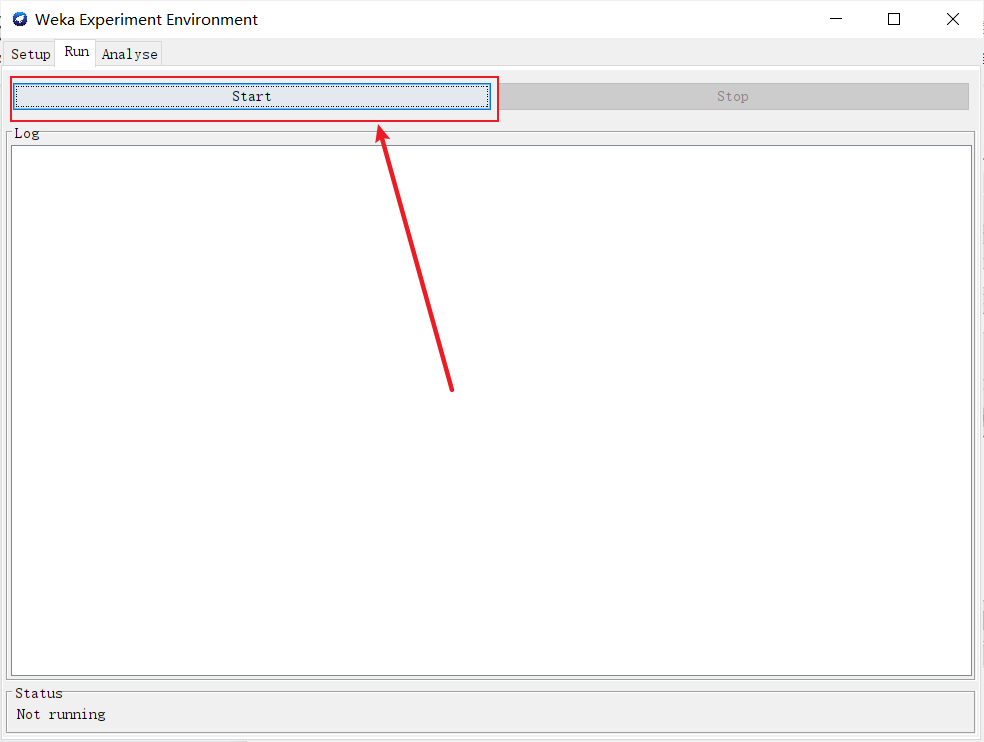 Weka Experiment Environment
Setup Run Analyse
Start Stop
Log
Status
Not running